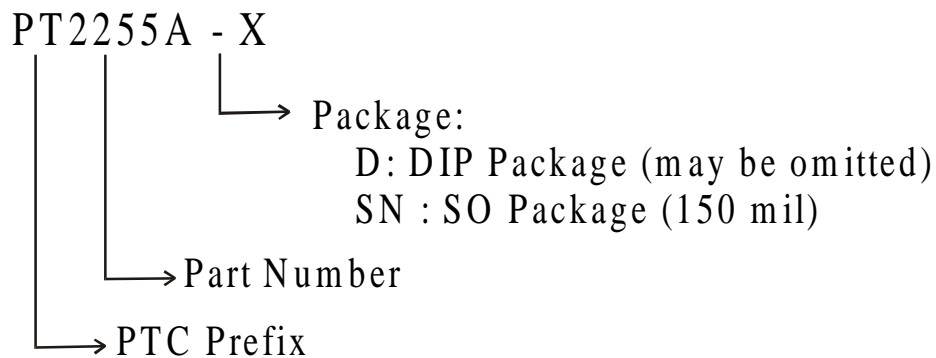 PT2255A - X
Package:
D: DIP Package (may be omitted)
SN : SO Package (150 mil)
Part Number
PTC Prefix